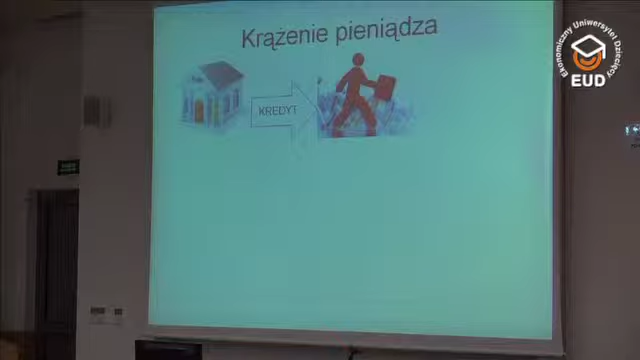 Krążenie pieniądza
KREDYT
Ekonomiczny Uniwersytet Dziecięcy
EUD